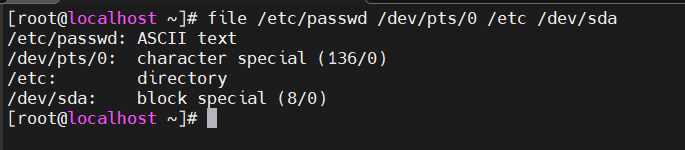 [root@localhost ~]# file /etc/passwd /dev/pts/0 /etc /dev/sda
/etc/passwd: ASCII text
/dev/pts/0:  character special (136/0)
/etc:        directory
/dev/sda:    block special (8/0)
[root@localhost ~]#